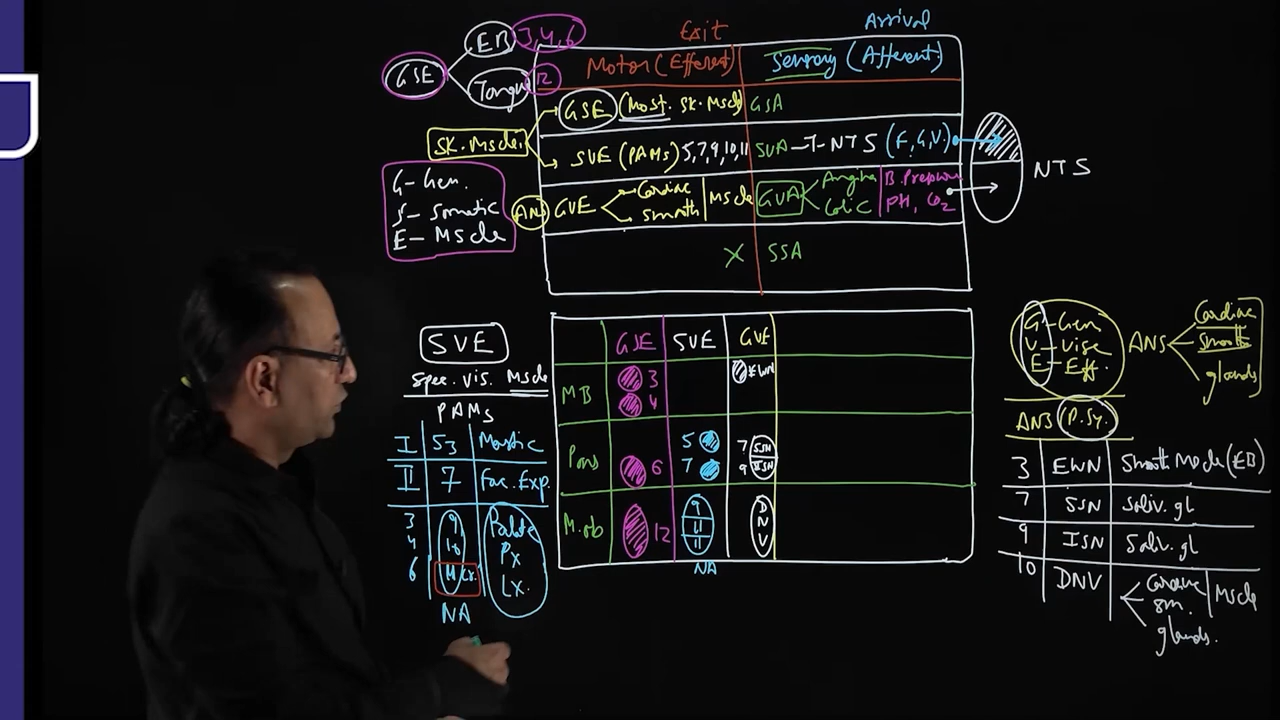 Exit
Arrival
GSE
EB 3,4,6
Tongue 12
Motor (Efferent) Sensory (Afferent)
GSE (Most. Sk. Mscle GSA
SK. Mscle.
SVE (PAMs) 5,7,9,10,11 SVA - T- NTS
NTS
ANS GVE Cardiac Smooth Mscle GVA Angina Colic
PH, CO2
X SSA
G - Gen.
S - Somatic
E - Mscle
SVE
Spec. vis. Mscle
PAMs
I 53 Mastic
II 7 Fac. Exp.
3 9 Palate
4 10 Px
6 11 Cx. Lx.
NA
GSE SVE GVE
MB 3 4 EWN
Pons 6 5 7 7 SSN 9 ISN
M.ob 12 9 11 11 DNV
NA
G - Gen
V - Visc
E - Eff.
ANS Cardiac Smooth glands
ANS P.Sy.
3 EWN Smooth Mscle (EB)
7 SSN Saliv. gl
9 ISN Saliv. gl
10 DNV Cardiac sm. Mscle
glands.